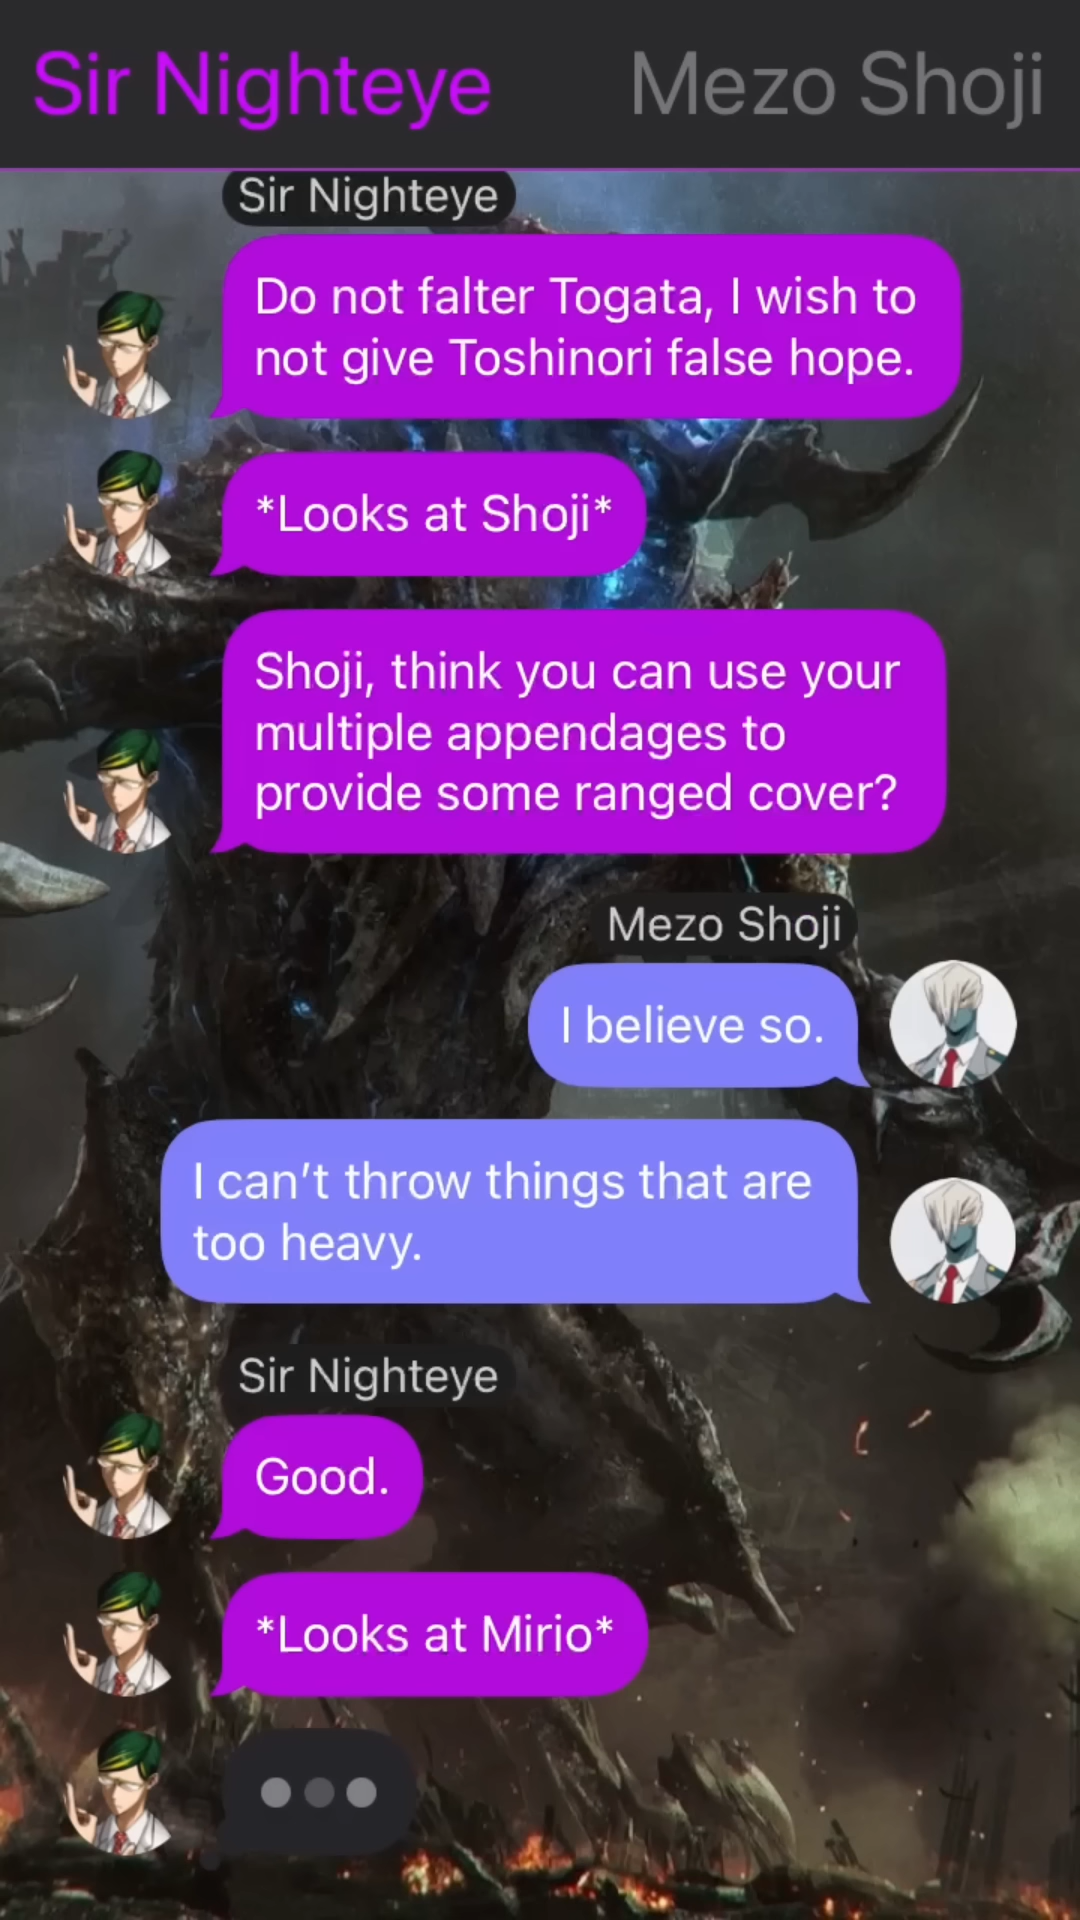 Sir Nighteye Mezo Shoji
Sir Nighteye
Do not falter Togata, I wish to
not give Toshinori false hope.
*Looks at Shoji*
Shoji, think you can use your
multiple appendages to
provide some ranged cover?
Mezo Shoji
I believe so.
I can’t throw things that are
too heavy.
Sir Nighteye
Good.
*Looks at Mirio*